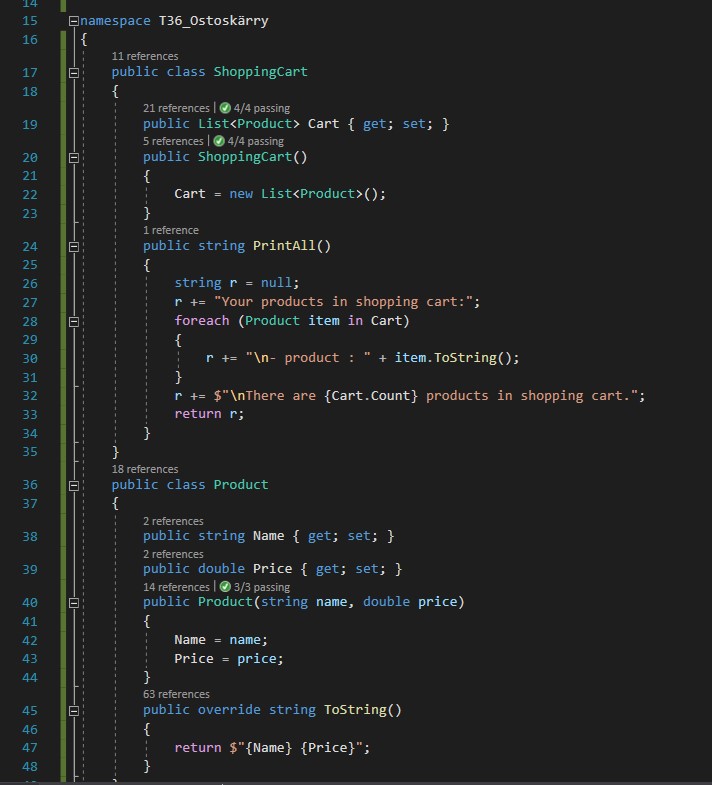 14
15 namespace T36_Ostoskärry
16 {
11 references
17 public class ShoppingCart
18 {
21 references | 4/4 passing
19 public List<Product> Cart { get; set; }
5 references | 4/4 passing
20 public ShoppingCart()
21 {
22 Cart = new List<Product>();
23 }
1 reference
24 public string PrintAll()
25 {
26 string r = null;
27 r += "Your products in shopping cart:";
28 foreach (Product item in Cart)
29 {
30 r += "\n- product : " + item.ToString();
31 }
32 r += $"\nThere are {Cart.Count} products in shopping cart.";
33 return r;
34 }
35 }
18 references
36 public class Product
37 {
2 references
38 public string Name { get; set; }
2 references
39 public double Price { get; set; }
14 references | 3/3 passing
40 public Product(string name, double price)
41 {
42 Name = name;
43 Price = price;
44 }
63 references
45 public override string ToString()
46 {
47 return $"{Name} {Price}";
48 }